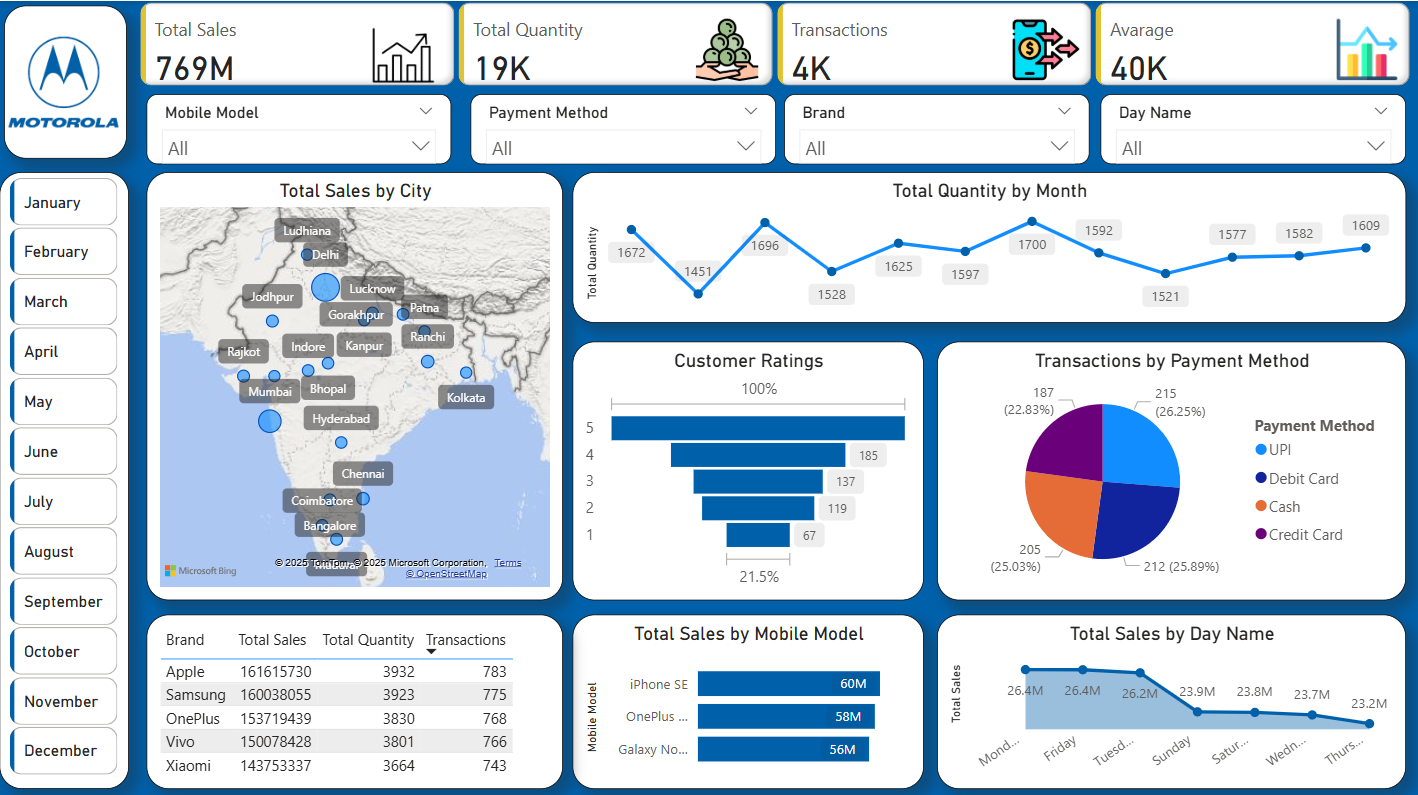 MOTOROLA
Total Sales
769M
Total Quantity
19K
Transactions
4K
Avarage
40K
Mobile Model
All
Payment Method
All
Brand
All
Day Name
All
January
February
March
April
May
June
July
August
September
October
November
December
Total Sales by City
Ludhiana
Delhi
Lucknow
Jodhpur
Gorakhpur
Patna
Ranchi
Rajkot
Indore
Kanpur
Mumbai
Bhopal
Kolkata
Hyderabad
Chennai
Coimbatore
Bangalore
Microsoft Bing
© 2025 TomTom, © 2025 Microsoft Corporation, Terms
© OpenStreetMap
Total Quantity by Month
Total Quantity
1672
1451
1696
1528
1625
1597
1700
1592
1521
1577
1582
1609
Customer Ratings
100%
5
4 185
3 137
2 119
1 67
21.5%
Transactions by Payment Method
187
(22.83%)
215
(26.25%)
205
(25.03%)
212 (25.89%)
Payment Method
UPI
Debit Card
Cash
Credit Card
Brand Total Sales Total Quantity Transactions
Apple 161615730 3932 783
Samsung 160038055 3923 775
OnePlus 153719439 3830 768
Vivo 150078428 3801 766
Xiaomi 143753337 3664 743
Total Sales by Mobile Model
Mobile Model
iPhone SE 60M
OnePlus ... 58M
Galaxy No... 56M
Total Sales by Day Name
Total Sales
26.4M
26.4M
26.2M
23.9M
23.8M
23.7M
23.2M
Mond...
Friday
Tuesd...
Sunday
Satur...
Wedn...
Thurs...